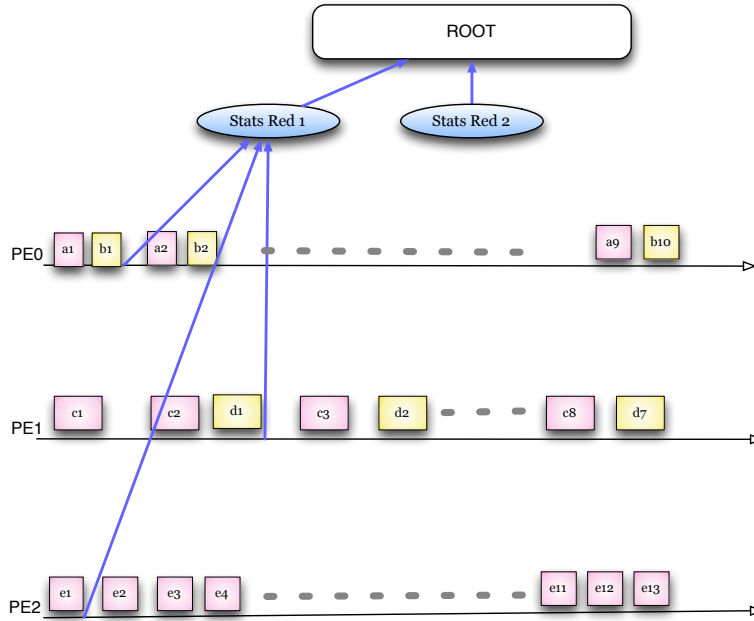 ROOT
Stats Red 1 Stats Red 2
PE0 a1 b1 a2 b2 a9 b10
PE1 c1 c2 d1 c3 d2 c8 d7
PE2 e1 e2 e3 e4 e11 e12 e13